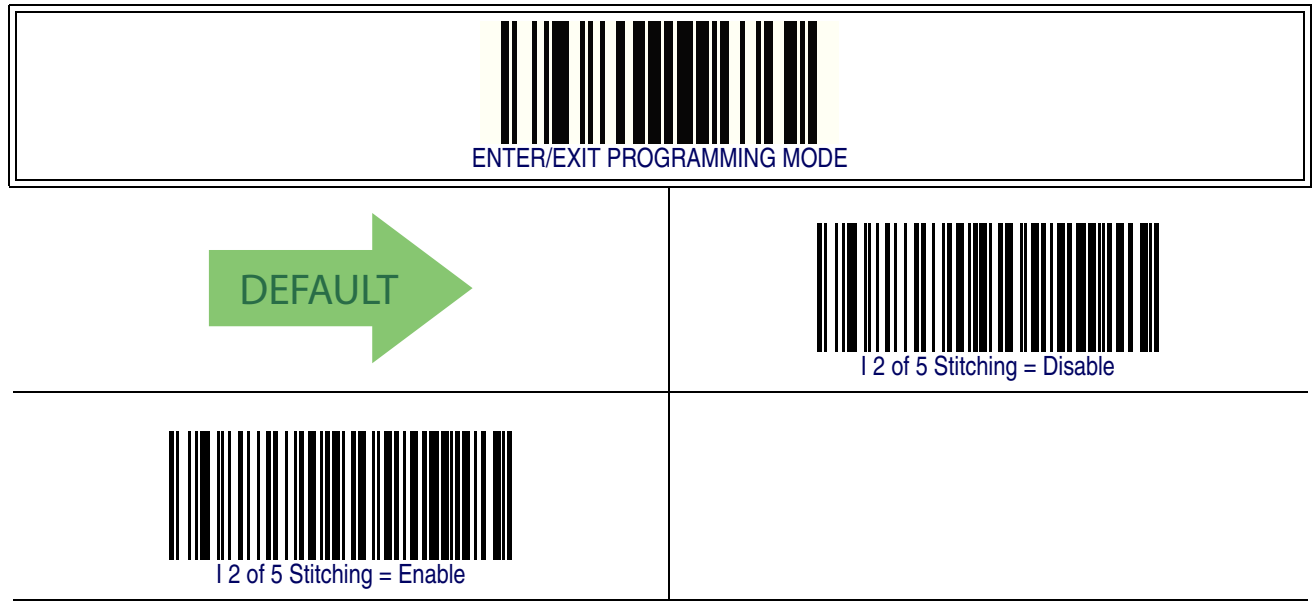 ENTER/EXIT PROGRAMMING MODE
DEFAULT
I 2 of 5 Stitching = Disable
I 2 of 5 Stitching = Enable